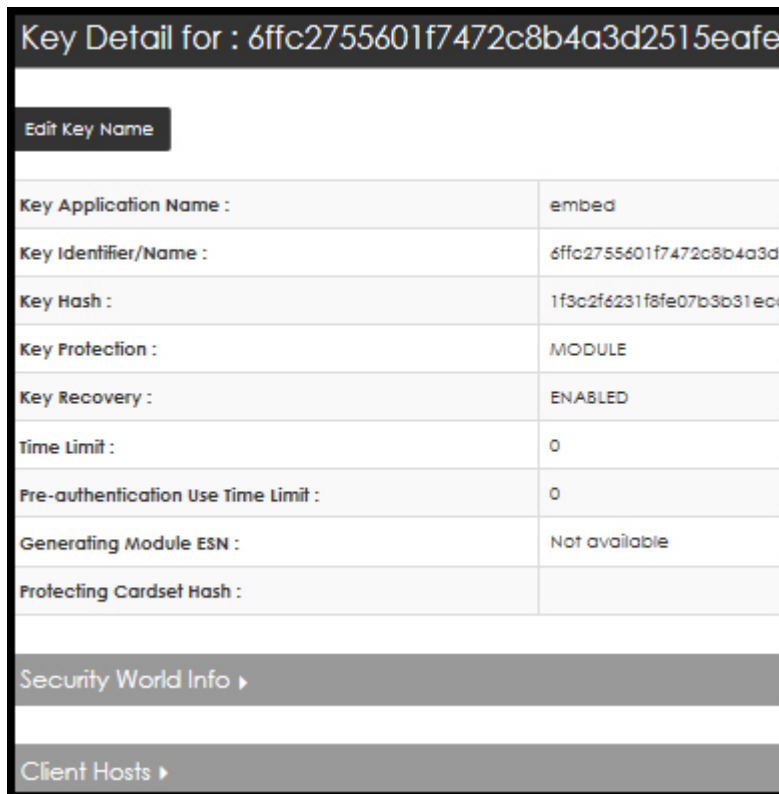 Key Detail for : 6ffc2755601f7472c8b4a3d2515eafe
Edit Key Name
Key Application Name : embed
Key Identifier/Name : 6ffc2755601f7472c8b4a3d
Key Hash : 1f3c2f6231f8fe07b3b31ecc
Key Protection : MODULE
Key Recovery : ENABLED
Time Limit : 0
Pre-authentication Use Time Limit : 0
Generating Module ESN : Not available
Protecting Cardset Hash :
Security World Info
Client Hosts